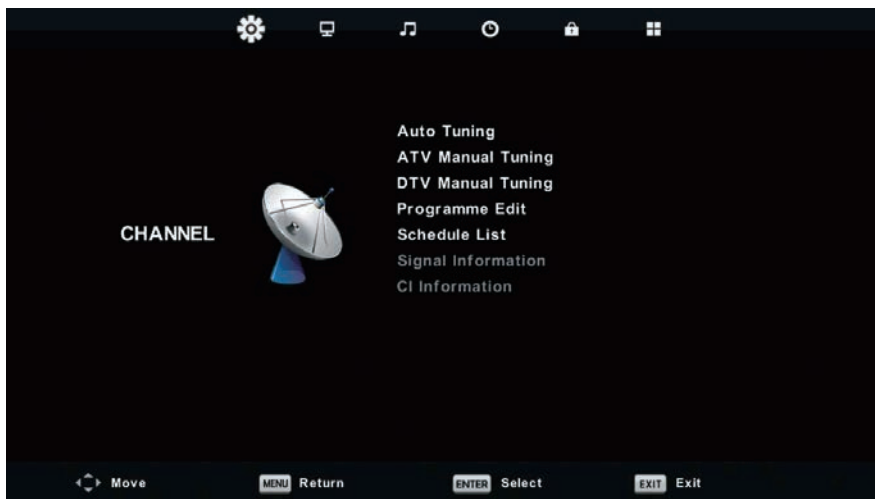 Auto Tuning
ATV Manual Tuning
DTV Manual Tuning
Programme Edit
CHANNEL
Schedule List
Signal Information
CI Information
Move MENU Return ENTER Select EXIT Exit